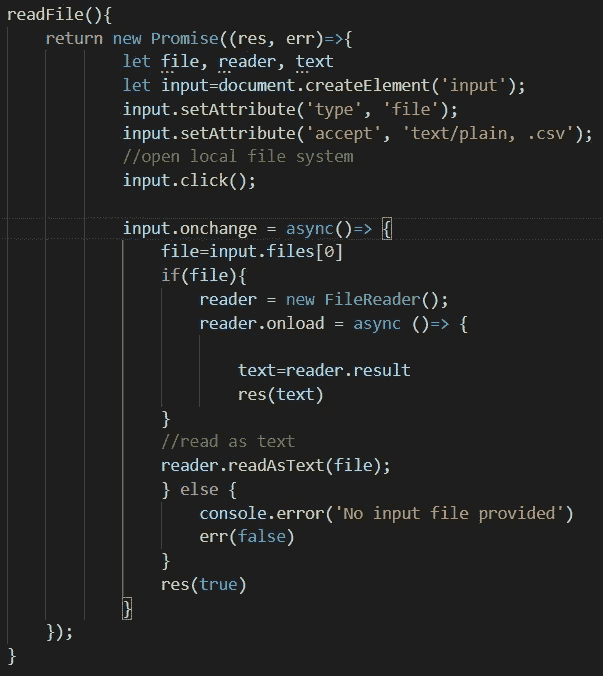 readFile(){
return new Promise((res, err)=>{
let file, reader, text
let input=document.createElement('input');
input.setAttribute('type', 'file');
input.setAttribute('accept', 'text/plain, .csv');
//open local file system
input.click();
input.onchange = async()=> {
file=input.files[0]
if(file){
reader = new FileReader();
reader.onload = async ()=> {
text=reader.result
res(text)
}
//read as text
reader.readAsText(file);
} else {
console.error('No input file provided')
err(false)
}
res(true)
}
});
}